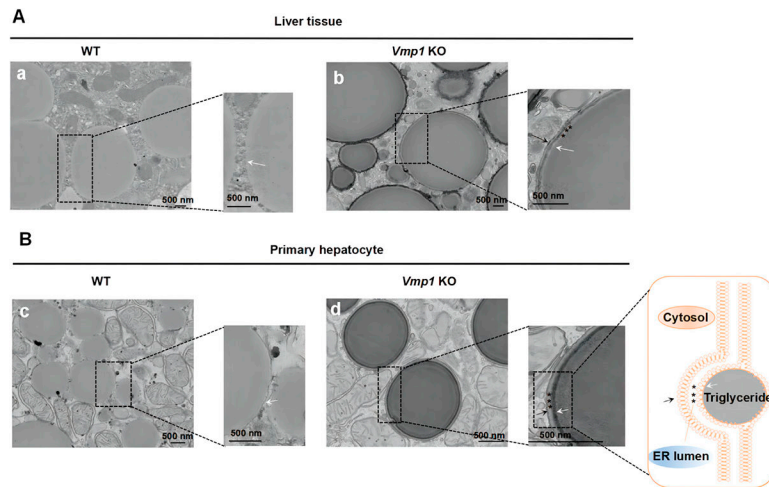 A
Liver tissue
WT
Vmp1 KO
a
b
500 nm
500 nm
500 nm
500 nm
B
Primary hepatocyte
WT
Vmp1 KO
c
d
500 nm
500 nm
500 nm
500 nm
Cytosol
Triglyceride
ER lumen